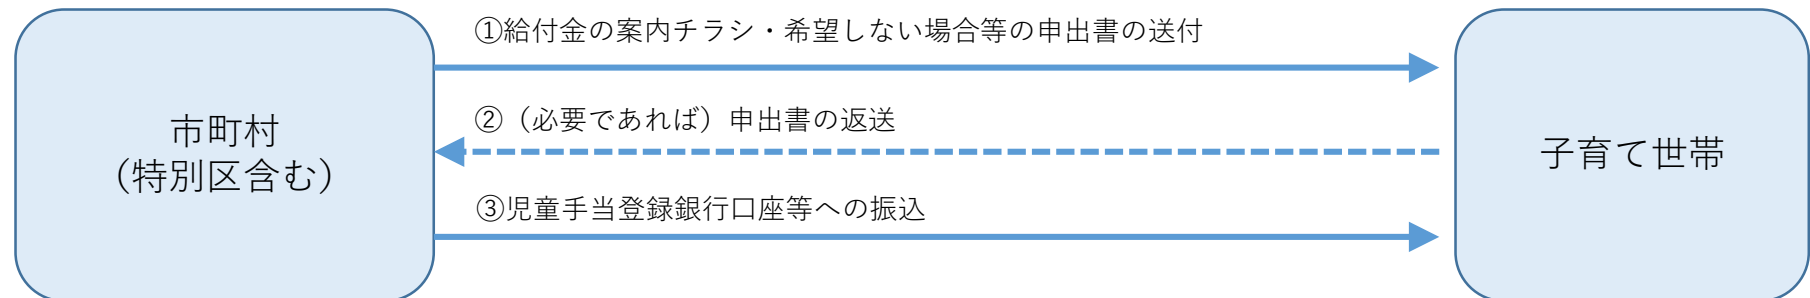 市町村
（特別区含む）
①給付金の案内チラシ・希望しない場合等の申出書の送付
②（必要であれば）申出書の返送
③児童手当登録銀行口座等への振込
子育て世帯